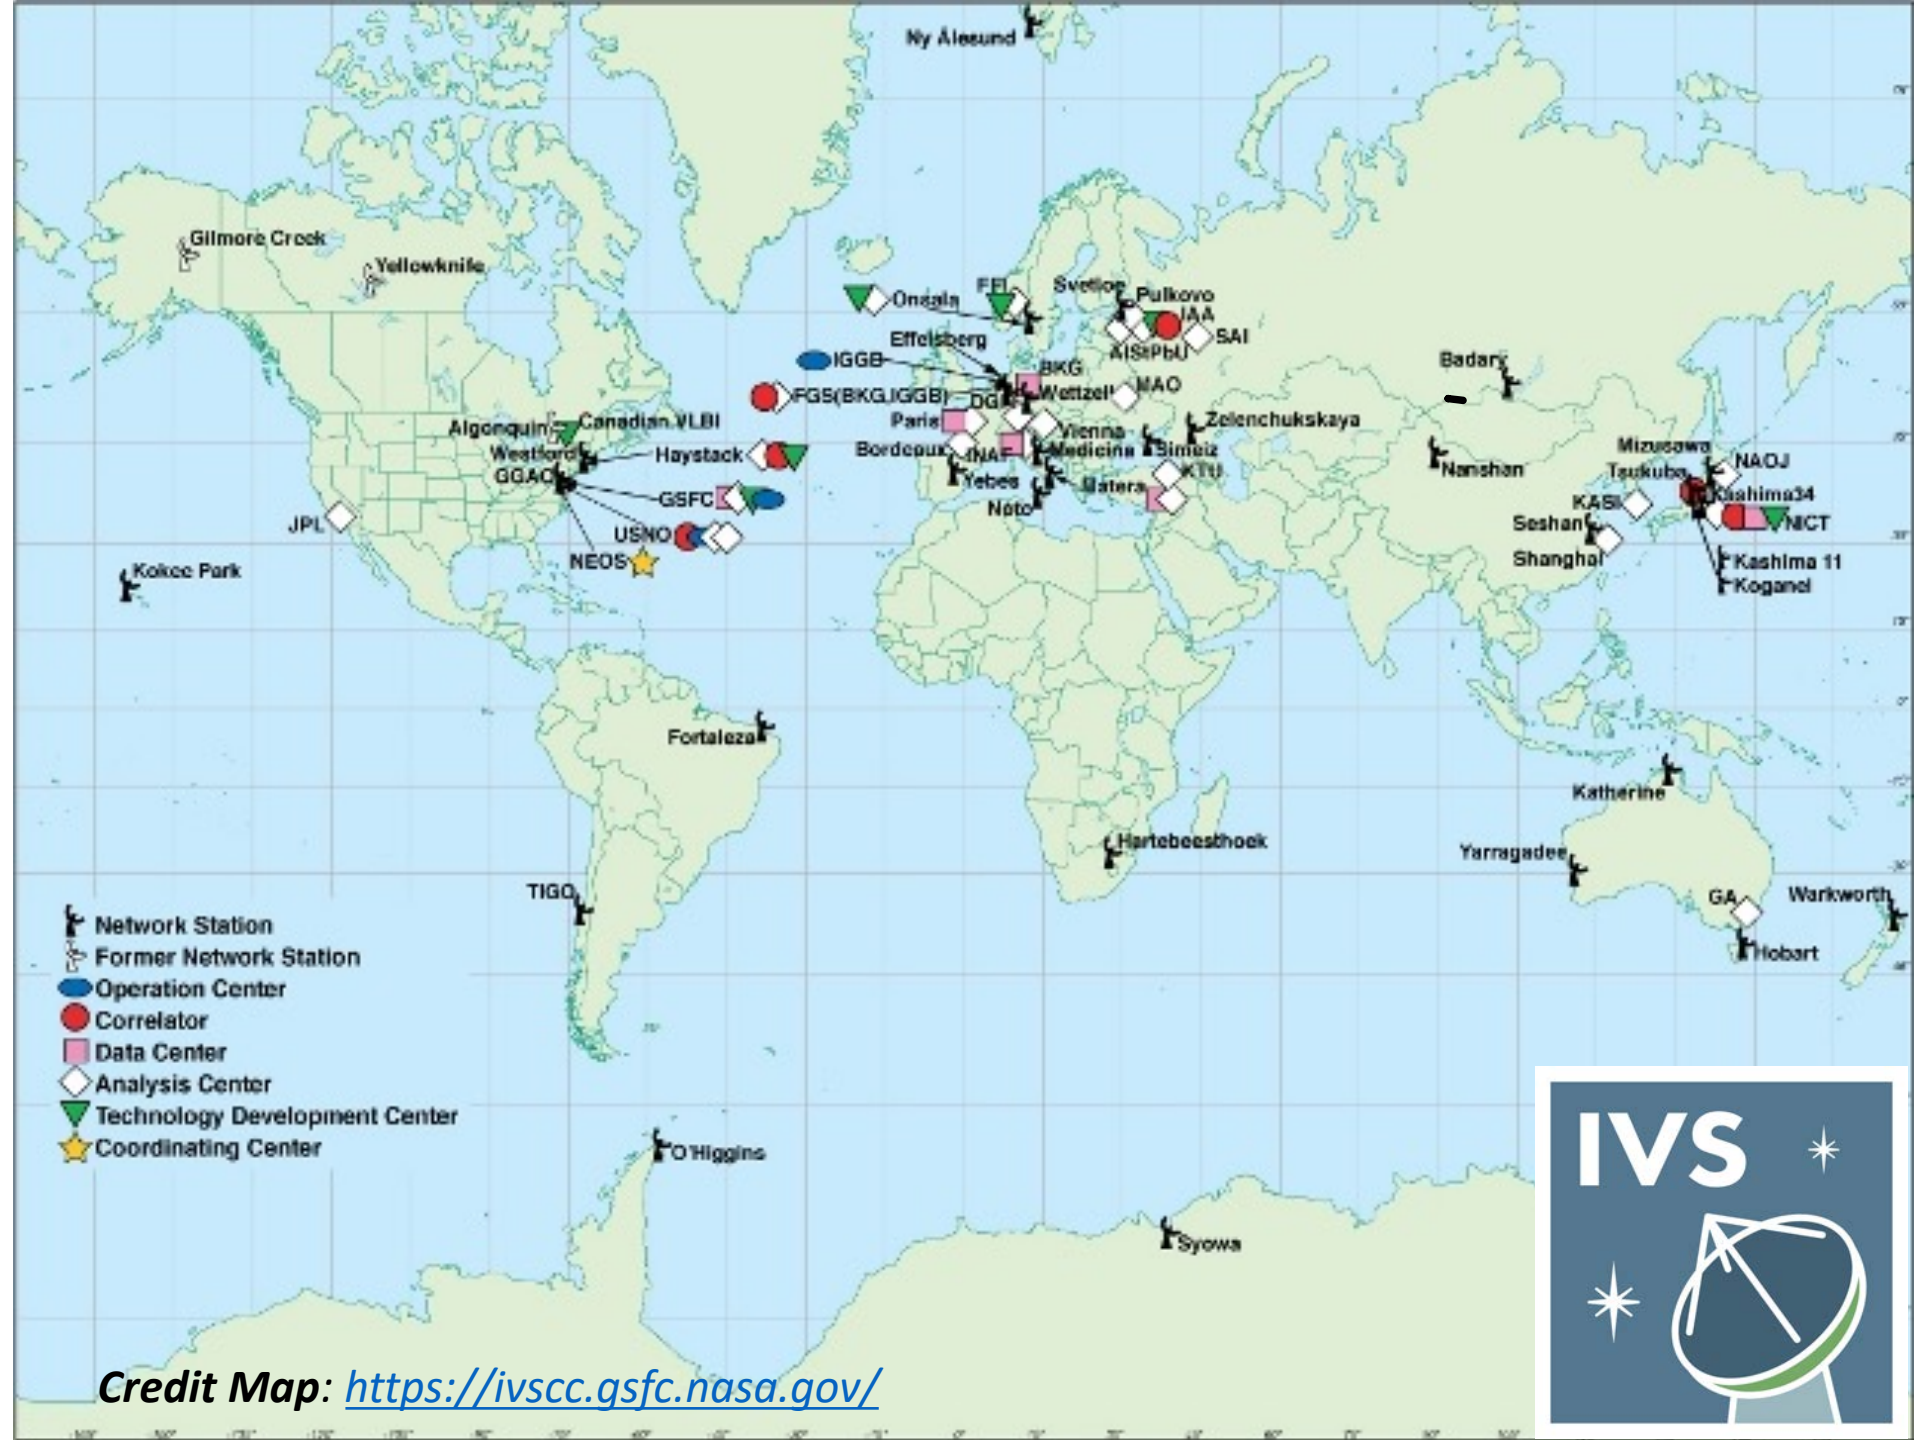 Ny Ålesund
Gilmore Creek
Yellowknife
Onsala
FFI
Svetloe
Pulkovo
IAA
SAI
Effelsberg
AIStPbU
IGGB
BKG
Badary
FGS(BKG,IGGB)
DGFI
Wettzell
MAO
Paris
Algonquin
Canadian VLBI
Zelenchukskaya
Vienna
Bordeaux
INAF
Medicina
Simeiz
Mizusawa
Westford
Haystack
Nanshan
Tsukuba
NAOJ
GGAO
Yebes
Matera
KTU
GSFC
Noto
KASI
Kashima34
JPL
Seshan
NICT
USNO
Shanghai
NEOS
Kashima 11
Kokee Park
Koganei
Fortaleza
Katherine
Hartebeesthoek
Yarragadee
TIGO
GA
Warkworth
Hobart
Network Station
Former Network Station
Operation Center
Correlator
Data Center
Analysis Center
Technology Development Center
Coordinating Center
O'Higgins
Syowa
IVS
Credit Map: https://ivscc.gsfc.nasa.gov/